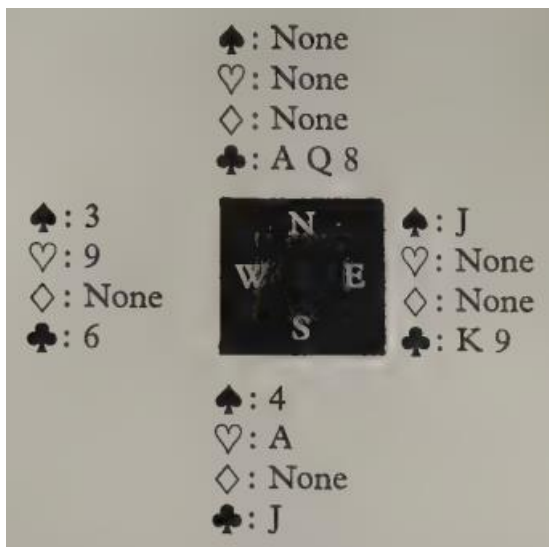 ♠: None
♡: None
♢: None
♣: A Q 8
♠: 3
♡: 9
♢: None
♣: 6
N
W E
S
♠: J
♡: None
♢: None
♣: K 9
♠: 4
♡: A
♢: None
♣: J